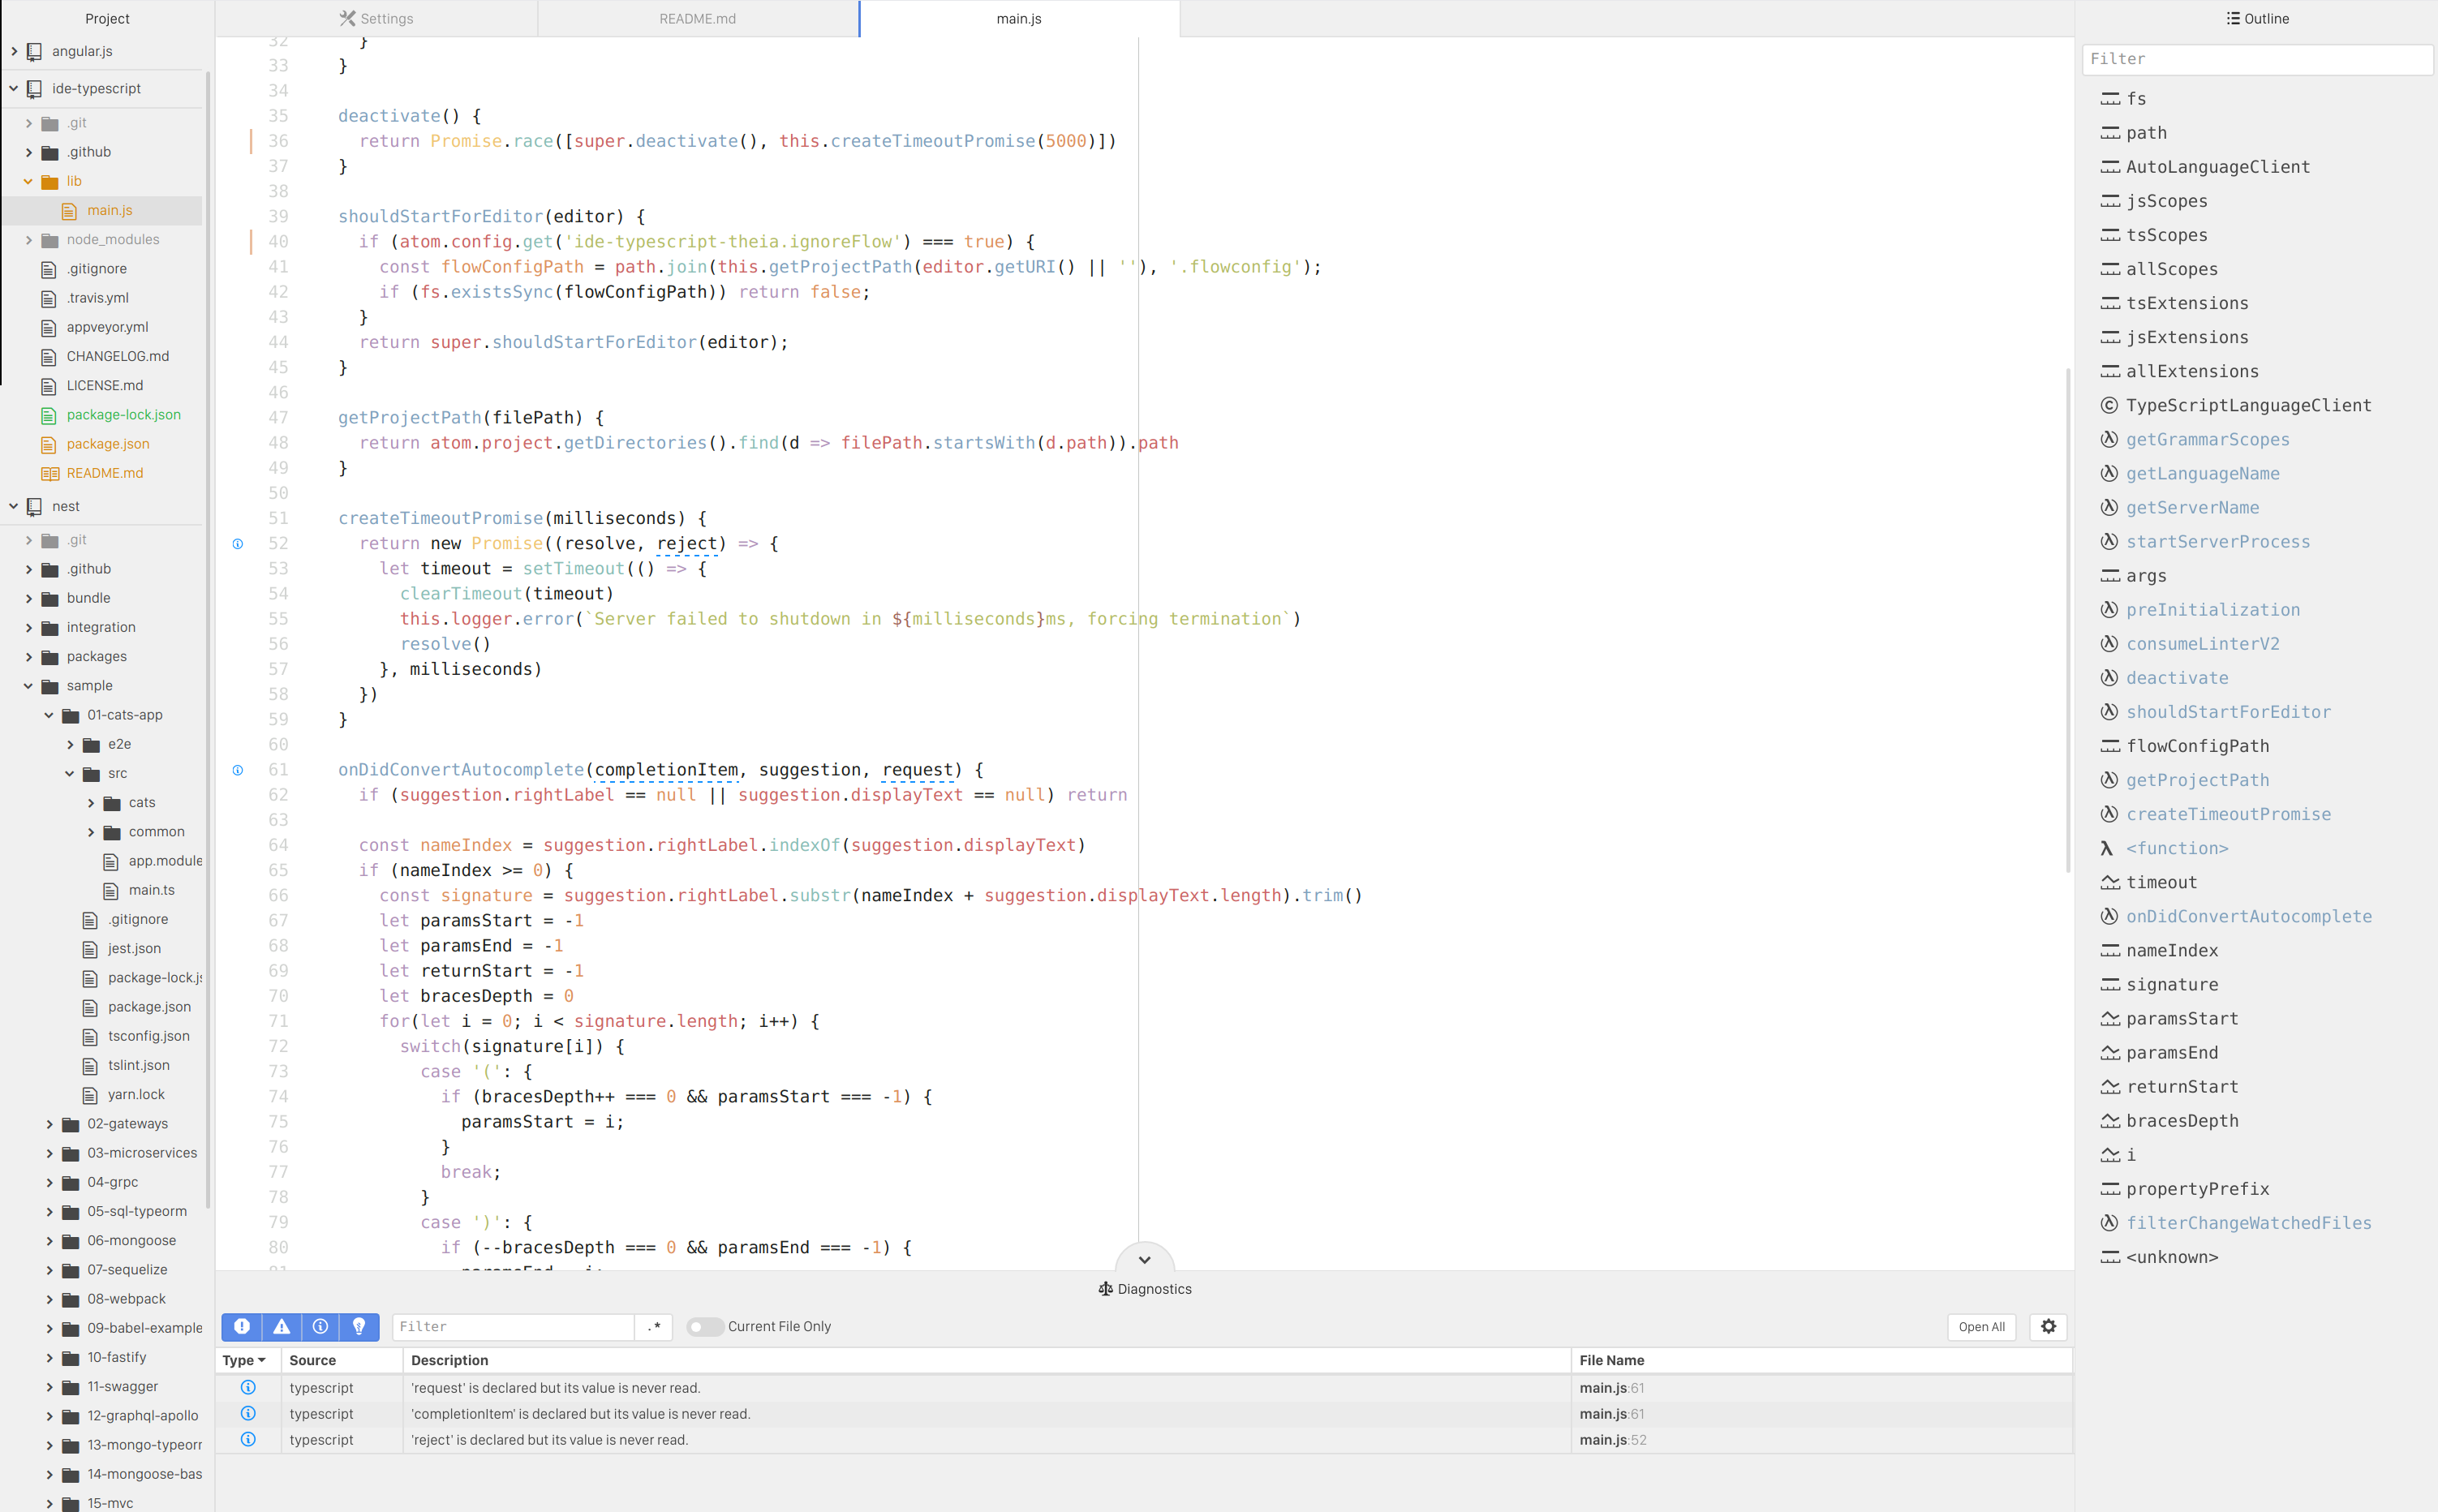 Project
angular.js
ide-typescript
.git
.github
lib
main.js
node_modules
.gitignore
.travis.yml
appveyor.yml
CHANGELOG.md
LICENSE.md
package-lock.json
package.json
README.md
nest
.git
.github
bundle
integration
packages
sample
01-cats-app
e2e
src
cats
common
app.module
main.ts
.gitignore
jest.json
package-lock.js
package.json
tsconfig.json
tslint.json
yarn.lock
02-gateways
03-microservices
04-grpc
05-sql-typeorm
06-mongoose
07-sequelize
08-webpack
09-babel-example
10-fastify
11-swagger
12-graphql-apollo
13-mongo-typeorm
14-mongoose-bas
15-mvc
Settings
README.md
main.js
32 }
33 }
34
35 deactivate() {
36 return Promise.race([super.deactivate(), this.createTimeoutPromise(5000)])
37 }
38
39 shouldStartForEditor(editor) {
40 if (atom.config.get('ide-typescript-theia.ignoreFlow') === true) {
41 const flowConfigPath = path.join(this.getProjectPath(editor.getURI() || ''), '.flowconfig');
42 if (fs.existsSync(flowConfigPath)) return false;
43 }
44 return super.shouldStartForEditor(editor);
45 }
46
47 getProjectPath(filePath) {
48 return atom.project.getDirectories().find(d => filePath.startsWith(d.path)).path
49 }
50
51 createTimeoutPromise(milliseconds) {
52 return new Promise((resolve, reject) => {
53 let timeout = setTimeout(() => {
54 clearTimeout(timeout)
55 this.logger.error(`Server failed to shutdown in ${milliseconds}ms, forcing termination`)
56 resolve()
57 }, milliseconds)
58 })
59 }
60
61 onDidConvertAutocomplete(completionItem, suggestion, request) {
62 if (suggestion.rightLabel == null || suggestion.displayText == null) return
63
64 const nameIndex = suggestion.rightLabel.indexOf(suggestion.displayText)
65 if (nameIndex >= 0) {
66 const signature = suggestion.rightLabel.substr(nameIndex + suggestion.displayText.length).trim()
67 let paramsStart = -1
68 let paramsEnd = -1
69 let returnStart = -1
70 let bracesDepth = 0
71 for(let i = 0; i < signature.length; i++) {
72 switch(signature[i]) {
73 case '(': {
74 if (bracesDepth++ === 0 && paramsStart === -1) {
75 paramsStart = i;
76 }
77 break;
78 }
79 case ')': {
80 if (--bracesDepth === 0 && paramsEnd === -1) {
81 paramsEnd = i;
Diagnostics
Filter
.*
Current File Only
Open All
Type Source Description File Name
typescript 'request' is declared but its value is never read. main.js:61
typescript 'completionItem' is declared but its value is never read. main.js:61
typescript 'reject' is declared but its value is never read. main.js:52
Outline
Filter
fs
path
AutoLanguageClient
jsScopes
tsScopes
allScopes
tsExtensions
jsExtensions
allExtensions
TypeScriptLanguageClient
getGrammarScopes
getLanguageName
getServerName
startServerProcess
args
preInitialization
consumeLinterV2
deactivate
shouldStartForEditor
flowConfigPath
getProjectPath
createTimeoutPromise
<function>
timeout
onDidConvertAutocomplete
nameIndex
signature
paramsStart
paramsEnd
returnStart
bracesDepth
i
propertyPrefix
filterChangeWatchedFiles
<unknown>